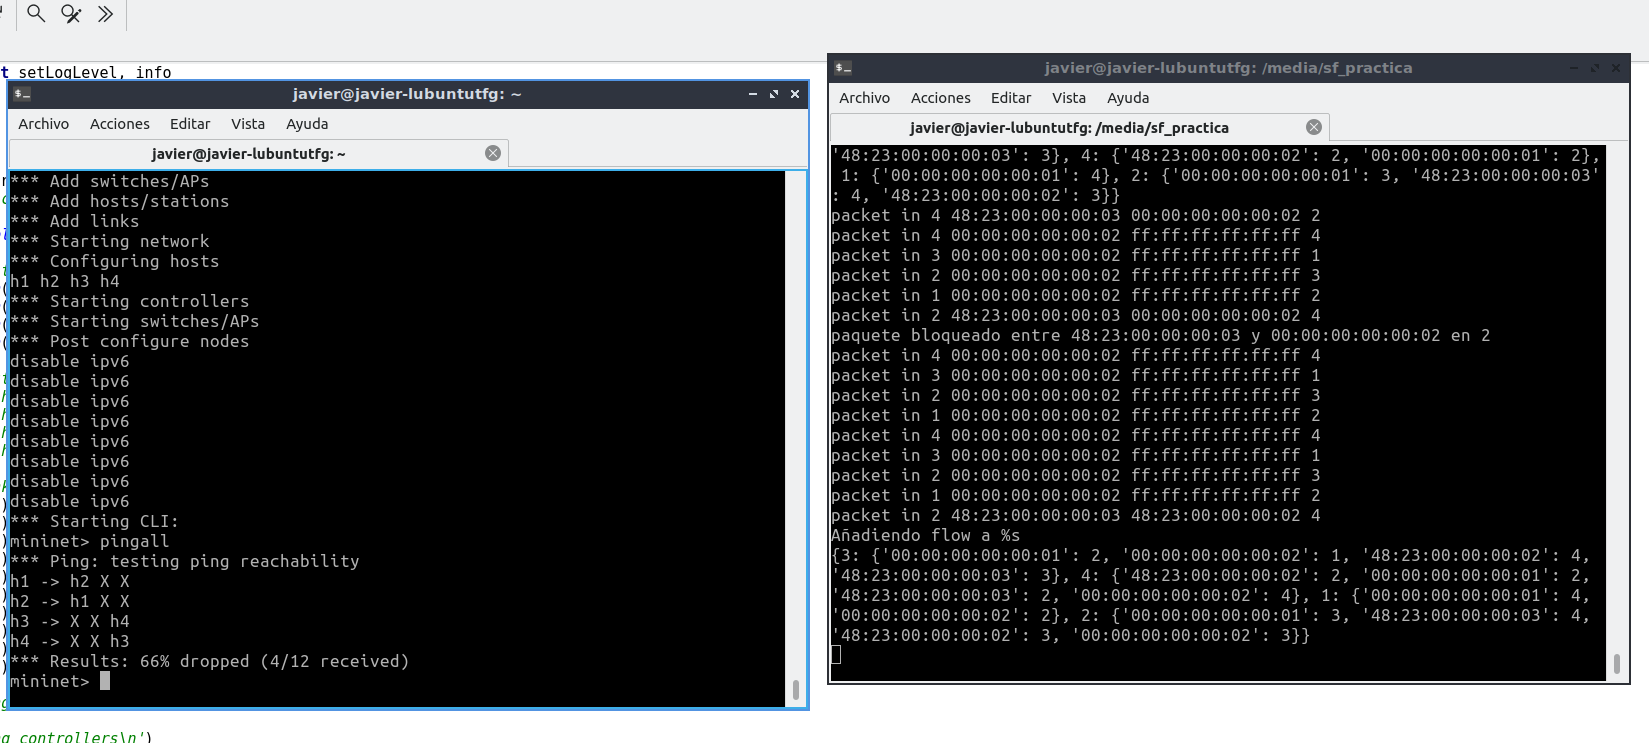 t setLogLevel, info
javier@javier-lubuntutfg: ~
Archivo Acciones Editar Vista Ayuda
javier@javier-lubuntutfg: ~
*** Add switches/APs
*** Add hosts/stations
*** Add links
*** Starting network
*** Configuring hosts
h1 h2 h3 h4
*** Starting controllers
*** Starting switches/APs
*** Post configure nodes
disable ipv6
disable ipv6
disable ipv6
disable ipv6
disable ipv6
disable ipv6
disable ipv6
disable ipv6
*** Starting CLI:
mininet> pingall
*** Ping: testing ping reachability
h1 -> h2 X X
h2 -> h1 X X
h3 -> X X h4
h4 -> X X h3
*** Results: 66% dropped (4/12 received)
mininet>
g controllers\n')
javier@javier-lubuntutfg: /media/sf_practica
Archivo Acciones Editar Vista Ayuda
javier@javier-lubuntutfg: /media/sf_practica
'48:23:00:00:00:03': 3}, 4: {'48:23:00:00:00:02': 2, '00:00:00:00:00:01': 2},
1: {'00:00:00:00:00:01': 4}, 2: {'00:00:00:00:00:01': 3, '48:23:00:00:00:03'
: 4, '48:23:00:00:00:02': 3}}
packet in 4 48:23:00:00:00:03 00:00:00:00:00:02 2
packet in 4 00:00:00:00:00:02 ff:ff:ff:ff:ff:ff 4
packet in 3 00:00:00:00:00:02 ff:ff:ff:ff:ff:ff 1
packet in 2 00:00:00:00:00:02 ff:ff:ff:ff:ff:ff 3
packet in 1 00:00:00:00:00:02 ff:ff:ff:ff:ff:ff 2
packet in 2 48:23:00:00:00:03 00:00:00:00:00:02 4
paquete bloqueado entre 48:23:00:00:00:03 y 00:00:00:00:00:02 en 2
packet in 4 00:00:00:00:00:02 ff:ff:ff:ff:ff:ff 4
packet in 3 00:00:00:00:00:02 ff:ff:ff:ff:ff:ff 1
packet in 2 00:00:00:00:00:02 ff:ff:ff:ff:ff:ff 3
packet in 1 00:00:00:00:00:02 ff:ff:ff:ff:ff:ff 2
packet in 4 00:00:00:00:00:02 ff:ff:ff:ff:ff:ff 4
packet in 3 00:00:00:00:00:02 ff:ff:ff:ff:ff:ff 1
packet in 2 00:00:00:00:00:02 ff:ff:ff:ff:ff:ff 3
packet in 1 00:00:00:00:00:02 ff:ff:ff:ff:ff:ff 2
packet in 2 48:23:00:00:00:03 48:23:00:00:00:02 4
Añadiendo flow a %s
{3: {'00:00:00:00:00:01': 2, '00:00:00:00:00:02': 1, '48:23:00:00:00:02': 4,
'48:23:00:00:00:03': 3}, 4: {'48:23:00:00:00:02': 2, '00:00:00:00:00:01': 2,
'48:23:00:00:00:03': 2, '00:00:00:00:00:02': 4}, 1: {'00:00:00:00:00:01': 4,
'00:00:00:00:00:02': 2}, 2: {'00:00:00:00:00:01': 3, '48:23:00:00:00:03': 4,
'48:23:00:00:00:02': 3, '00:00:00:00:00:02': 3}}